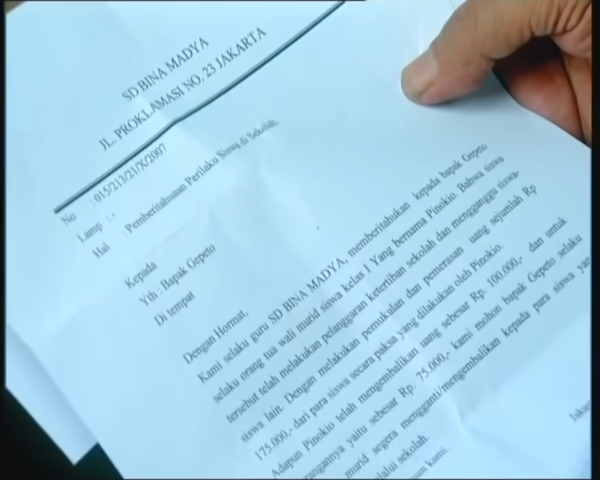 SD BINA MADYA
JL. PROKLAMASI NO. 23 JAKARTA
No : 015/213/21/X/2007
Lamp : -
Hal : Pemberitahuan Perilaku Siswa di Sekolah.
Kepada
Yth : Bapak Gepeto
Di tempat
Dengan Hormat,
Kami selaku guru SD BINA MADYA, memberitahukan kepada bapak Gepeto
selaku orang tua wali murid siswa kelas 1 Yang bernama Pinokio. Bahwa siswa
tersebut telah melakukan pelanggaran ketertiban sekolah dan mengganggu siswa-
siswa lain. Dengan melakukan pemukulan dan pemerasan uang sejumlah Rp
175.000,- dari para siswa secara paksa yang dilakukan oleh Pinokio.
Adapun Pinokio telah mengembalikan uang sebesar Rp. 100.000,- dan untuk
yaitu sebesar Rp. 75.000,- kami mohon bapak Gepeto selaku
murid segera mengganti/mengembalikan kepada para siswa
sekolah.
kami